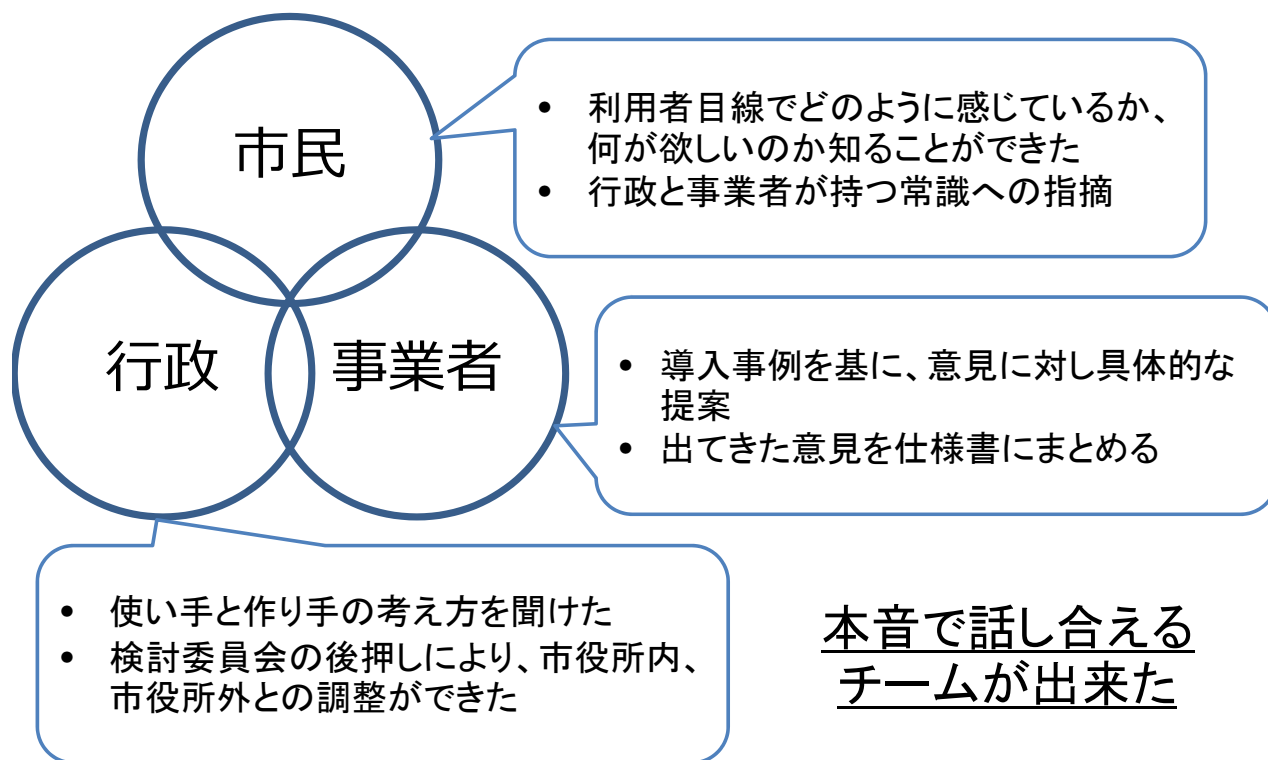 市民
• 利用者目線でどのように感じているか、
何が欲しいのか知ることができた
• 行政と事業者が持つ常識への指摘
行政
事業者
• 導入事例を基に、意見に対し具体的な
提案
• 出てきた意見を仕様書にまとめる
• 使い手と作り手の考え方を聞けた
• 検討委員会の後押しにより、市役所内、
市役所外との調整ができた
本音で話し合える
チームが出来た